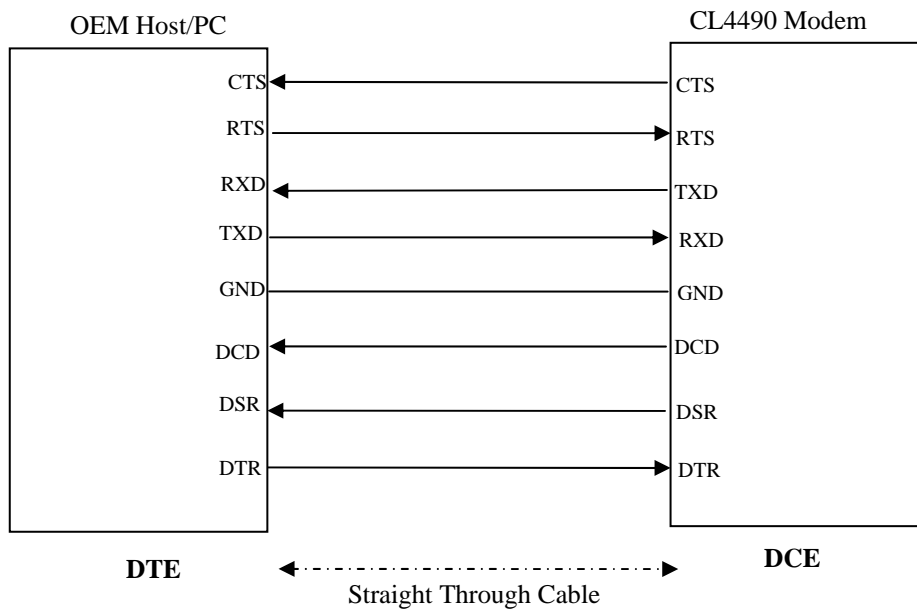 OEM Host/PC
CL4490 Modem
CTS
CTS
RTS
RTS
RXD
TXD
TXD
RXD
GND
GND
DCD
DCD
DSR
DSR
DTR
DTR
DTE
DCE
Straight Through Cable